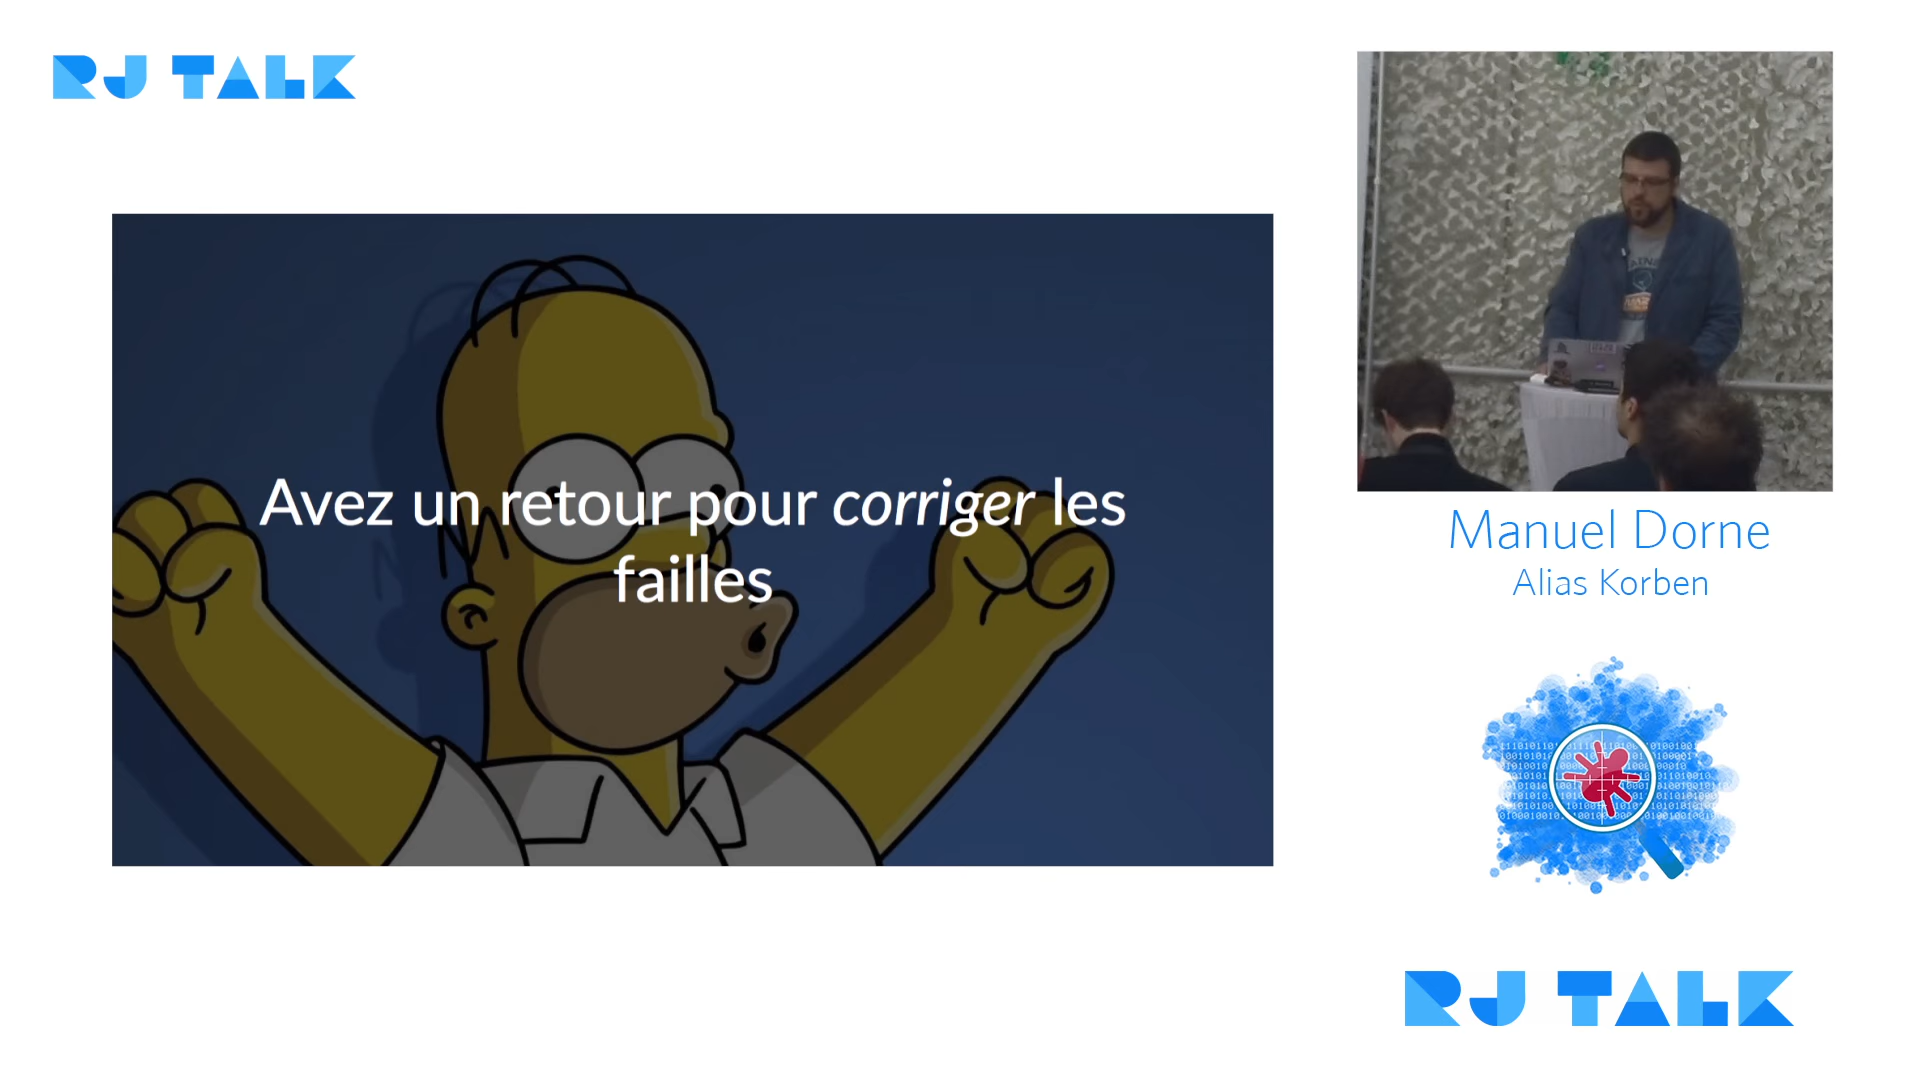 RJ TALK
Avez un retour pour corriger les
failles
Manuel Dorne
Alias Korben
RJ TALK